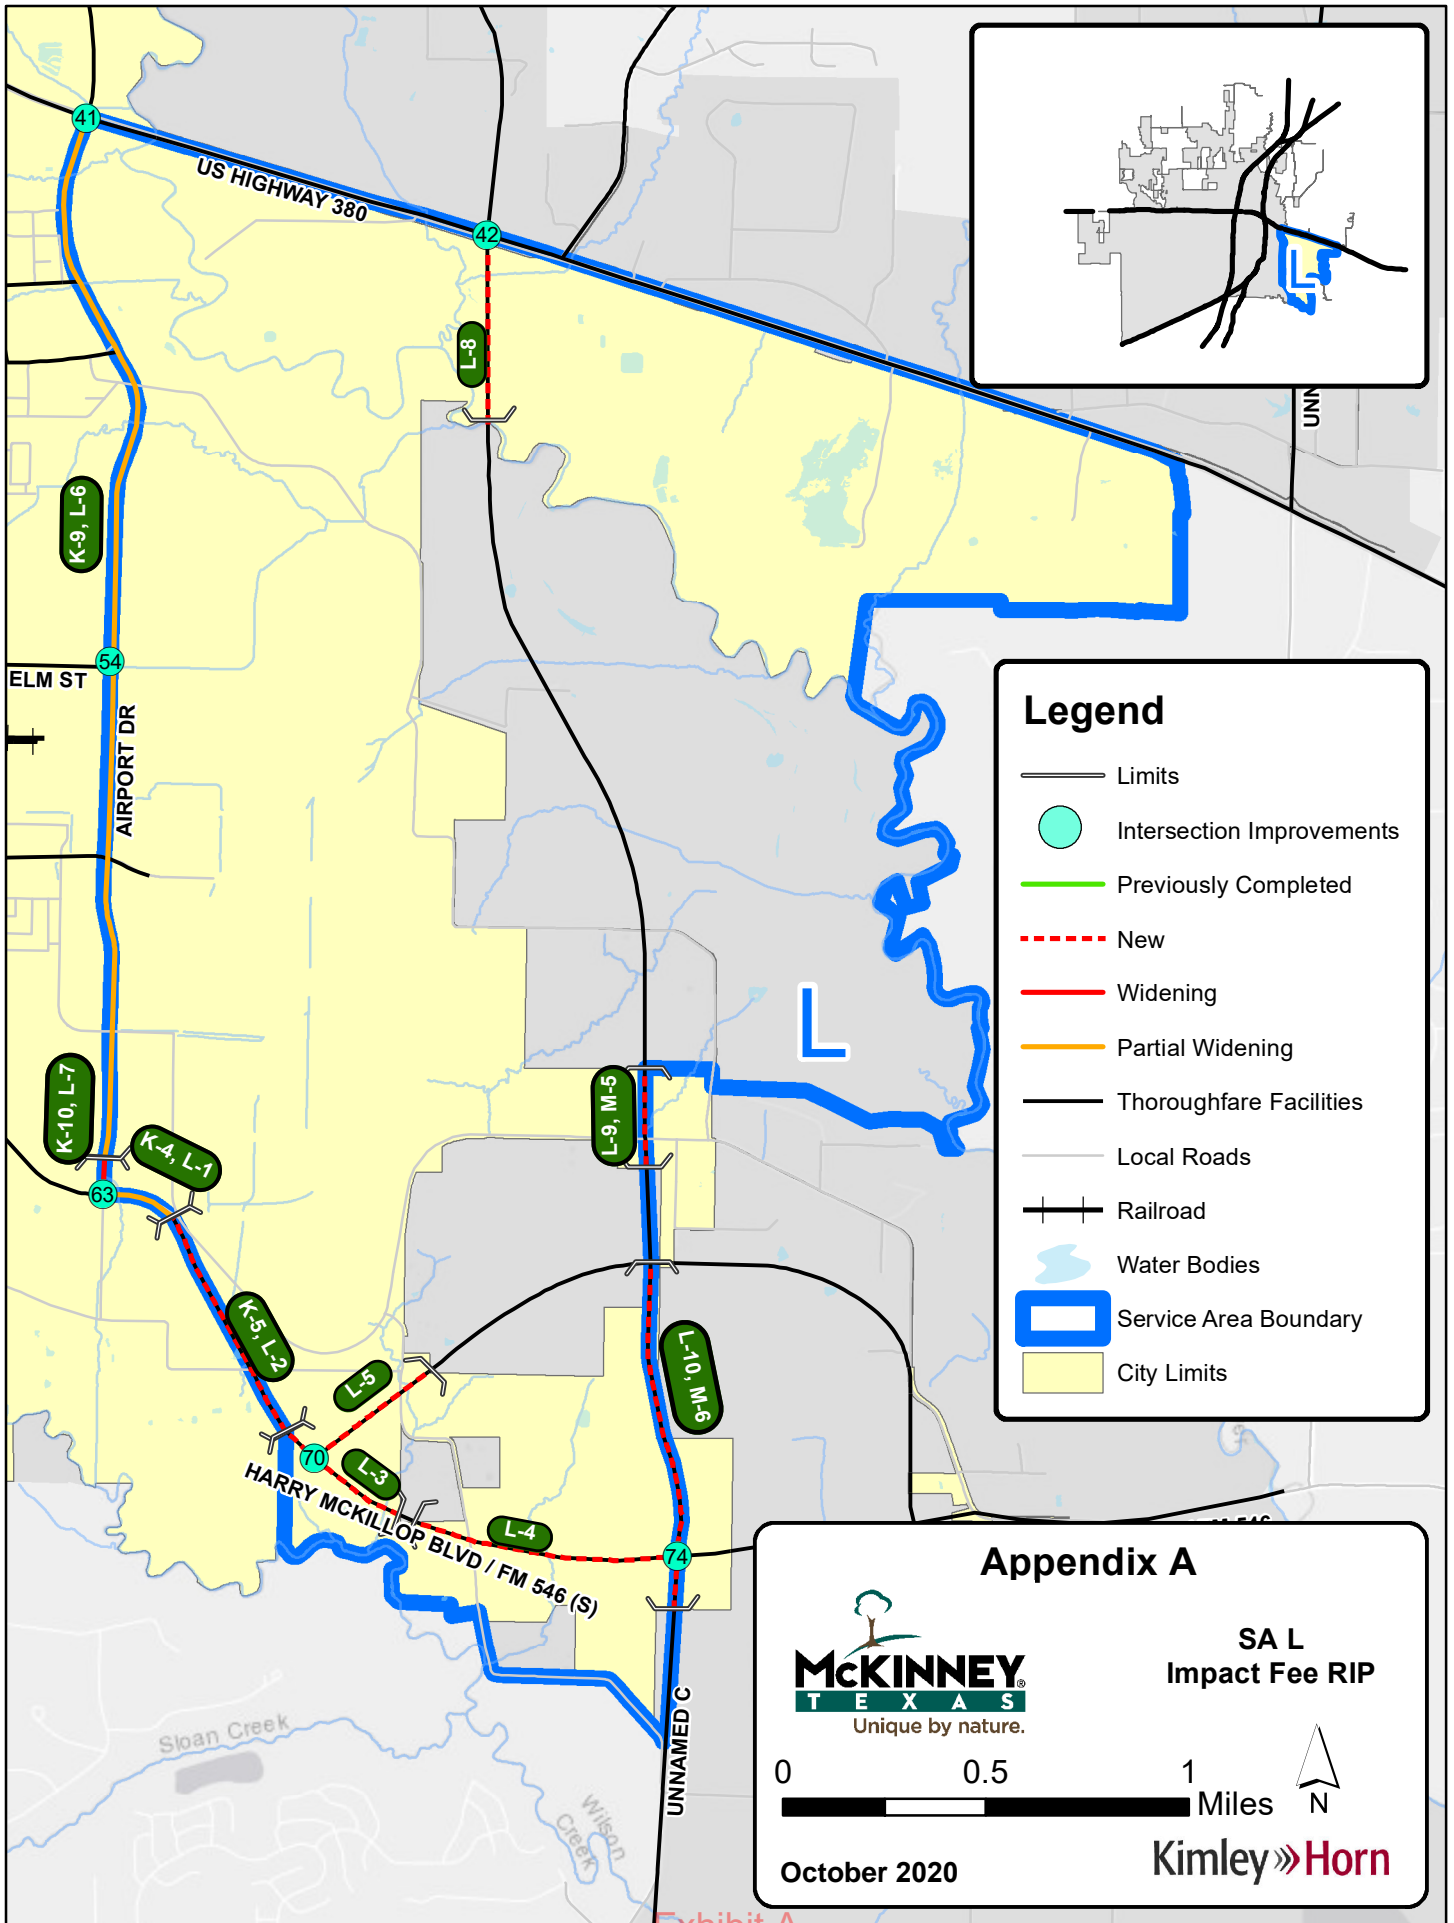 41
US HIGHWAY 380
42
L
UNN
L-8
K-9, L-6
54
ELM ST
AIRPORT DR
Legend
Limits
Intersection Improvements
Previously Completed
New
Widening
Partial Widening
Thoroughfare Facilities
Local Roads
Railroad
Water Bodies
Service Area Boundary
City Limits
L
K-10, L-7
K-4, L-1
L-9, M-5
63
K-5, L-2
L-5
L-10, M-6
70
L-3
HARRY MCKILLOP BLVD / FM 546 (S)
L-4
74
UNNAMED C
Sloan Creek
Wilson
Creek
Appendix A
McKINNEY®
TEXAS
Unique by nature.
SA L
Impact Fee RIP
0 0.5 1
Miles
N
October 2020
Kimley»Horn
Exhibit A